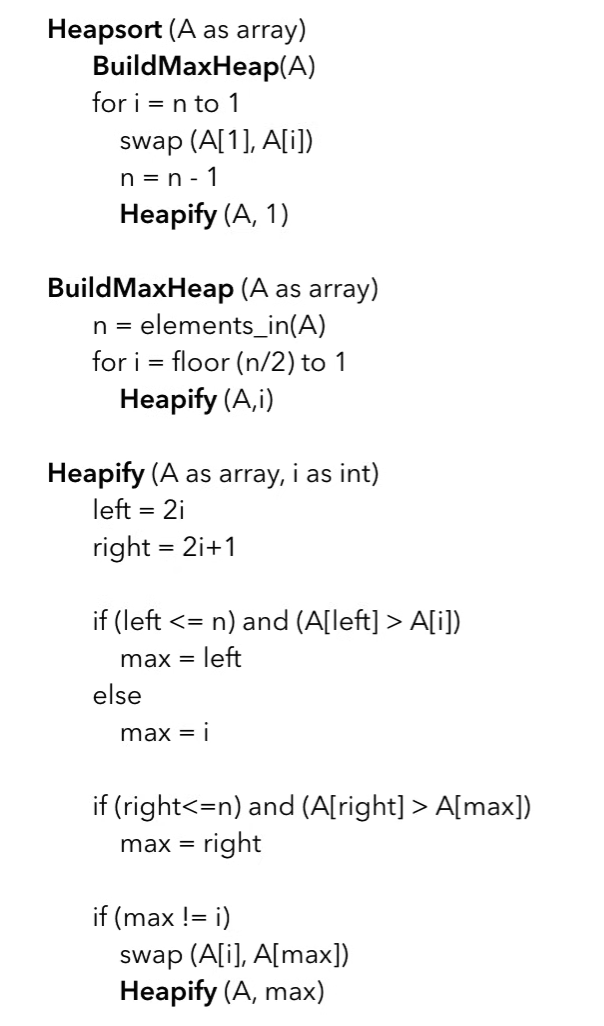 Heapsort (A as array)
BuildMaxHeap(A)
for i = n to 1
swap (A[1], A[i])
n = n - 1
Heapify (A, 1)
BuildMaxHeap (A as array)
n = elements_in(A)
for i = floor (n/2) to 1
Heapify (A,i)
Heapify (A as array, i as int)
left = 2i
right = 2i+1
if (left <= n) and (A[left] > A[i])
max = left
else
max = i
if (right<=n) and (A[right] > A[max])
max = right
if (max != i)
swap (A[i], A[max])
Heapify (A, max)